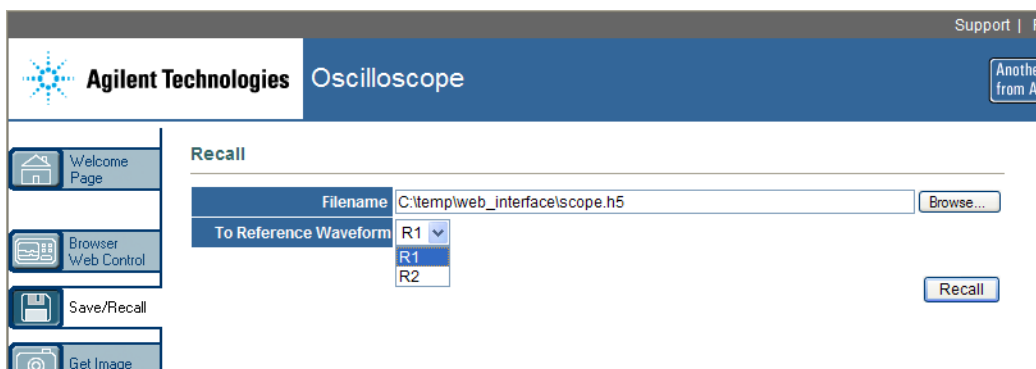 Support |
Agilent Technologies
Oscilloscope
Recall
Welcome
Page
Filename C:\temp\web_interface\scope.h5 Browse...
To Reference Waveform R1
R1
R2
Browser
Web Control
Recall
Save/Recall
Get Image